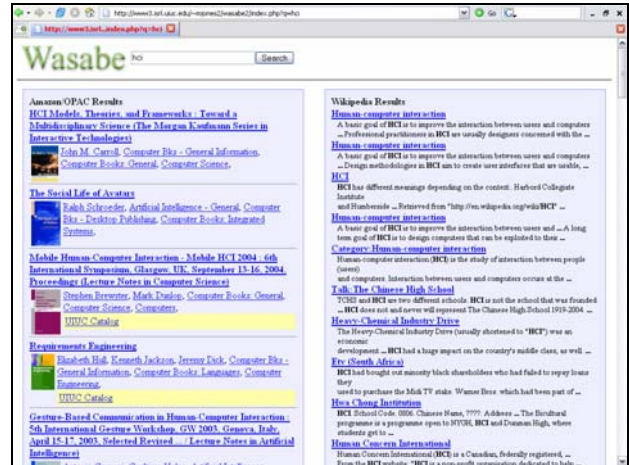 http://www3.isrl.uiuc.edu/~mjones2/wasabe2/index.php?q=hci
Go
G
http://www3.isrl...index.php?q=hci
Wasabe hci Search
Amazon/OPAC Results
HCI Models, Theories, and Frameworks : Toward a
Multidisciplinary Science (The Morgan Kaufmann Series in
Interactive Technologies)
John M. Carroll, Computer Bks - General Information,
Computer Books: General, Computer Science,
The Social Life of Avatars
Ralph Schroeder, Artificial Intelligence - General, Computer
Bks - Desktop Publishing, Computer Books: Integrated
Systems,
Mobile Human-Computer Interaction - Mobile HCI 2004 : 6th
International Symposium, Glasgow, UK, September 13-16, 2004,
Proceedings (Lecture Notes in Computer Science)
Stephen Brewster, Mark Dunlop, Computer Books: General,
Computer Science, Computers,
UIUC Catalog
Requirements Engineering
Elizabeth Hull, Kenneth Jackson, Jeremy Dick, Computer Bks -
General Information, Computer Books: Languages, Computer
Engineering,
UIUC Catalog
Gesture-Based Communication in Human-Computer Interaction :
5th International Gesture Workshop, GW 2003, Genova, Italy,
April 15-17, 2003, Selected Revised ... / Lecture Notes in Artificial
Intelligence)
Wikipedia Results
Human-computer interaction
A basic goal of HCI is to improve the interaction between users and computers
... Professional practitioners in HCI are usually designers concerned with the ...
Human-computer interaction
A basic goal of HCI is to improve the interaction between users and computers
... Design methodologies in HCI aim to create user interfaces that are usable, ...
HCI
HCI has different meanings depending on the context: Harbord Collegiate
Institute
and Humberside ... Retrieved from "http://en.wikipedia.org/wiki/HCI" ...
Human-computer interaction
A basic goal of HCI is to improve the interaction between users and ... A long
term goal of HCI is to design computers that can be exploited to their ...
Category:Human-computer interaction
Human-computer interaction (HCI) is the study of interaction between people
(users)
and computers. Interaction between users and computers occurs at the ...
Talk:The Chinese High School
TCHS and HCI are two different schools. HCI is not the school that was founded
... HCI does not and never will represent The Chinese High School 1919-2004. ...
Heavy-Chemical Industry Drive
The Heavy-Chemical Industry Drive (usually shortened to "HCI") was an
economic
development ... HCI had a huge impact on the country's middle class, as well ...
Etv (South Africa)
HCI had bought out minority black shareholders who had failed to repay loans
they
used to purchase the Midi TV stake. Warner Bros. which had been part of ...
Hwa Chong Institution
HCI. School Code, 0806. Chinese Name, ????. Address ... The Bicultural
programme is a programme open to NYGH, HCI and Dunman High, where
students get to ...
Human Concern International
Human Concern International (HCI) is a Canadian, federally registered, ...
From the HCI website: "HCI is a non-profit organisation dedicated to help ...